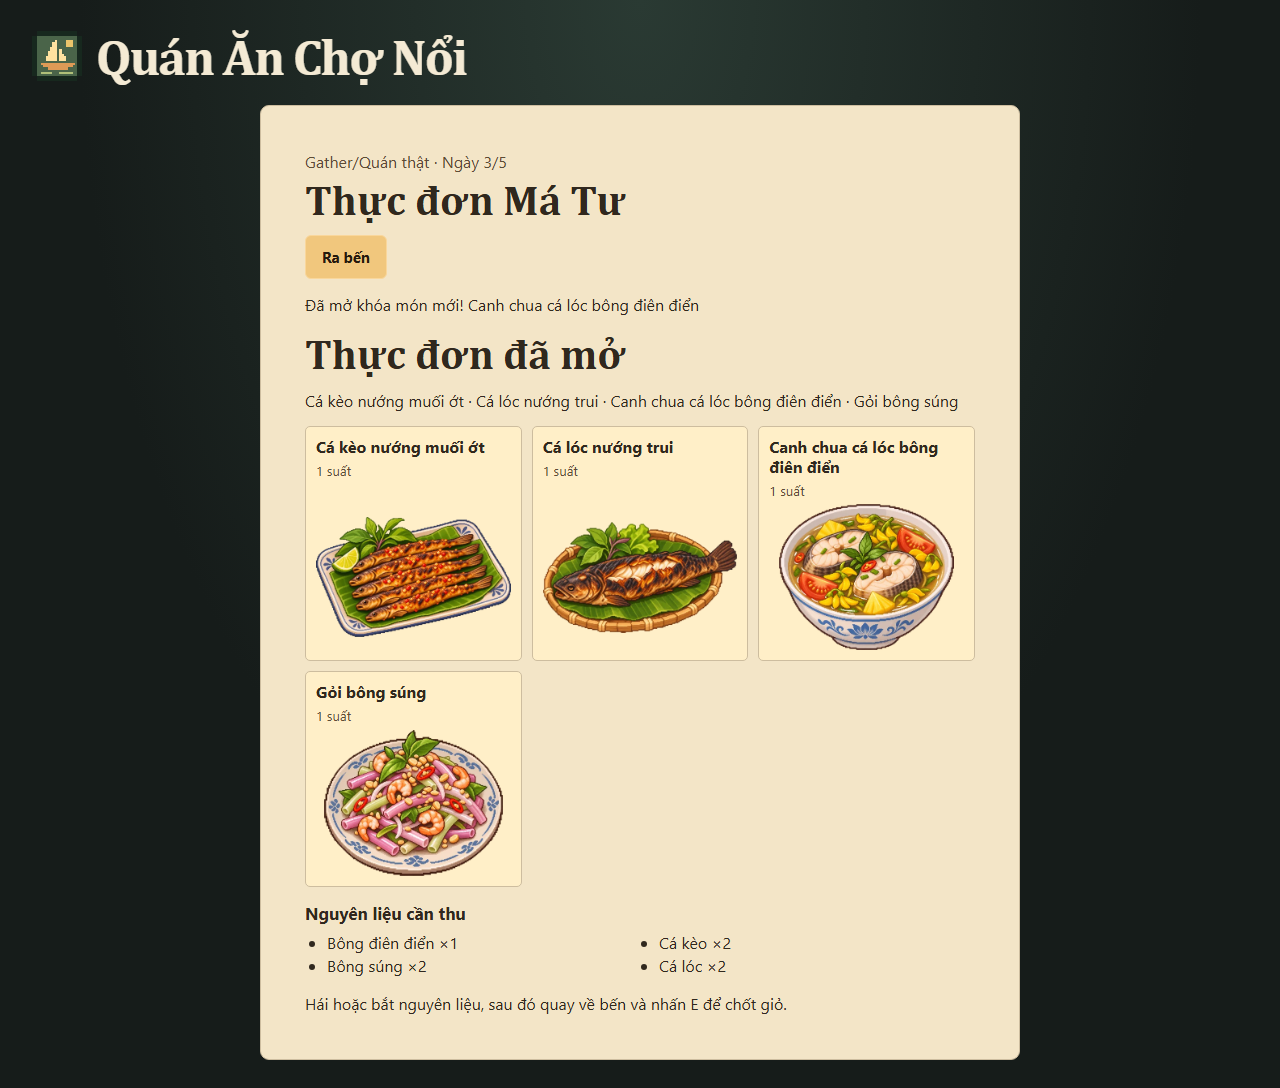 Quán Ăn Chợ Nổi
Gather/Quán thật · Ngày 3/5
Thực đơn Má Tư
Ra bến
Đã mở khóa món mới! Canh chua cá lóc bông điên điển
Thực đơn đã mở
Cá kèo nướng muối ớt · Cá lóc nướng trui · Canh chua cá lóc bông điên điển · Gỏi bông súng
Cá kèo nướng muối ớt
1 suất
Cá lóc nướng trui
1 suất
Canh chua cá lóc bông
điên điển
1 suất
Gỏi bông súng
1 suất
Nguyên liệu cần thu
Bông điên điển ×1
Cá kèo ×2
Bông súng ×2
Cá lóc ×2
Hái hoặc bắt nguyên liệu, sau đó quay về bến và nhấn E để chốt giỏ.